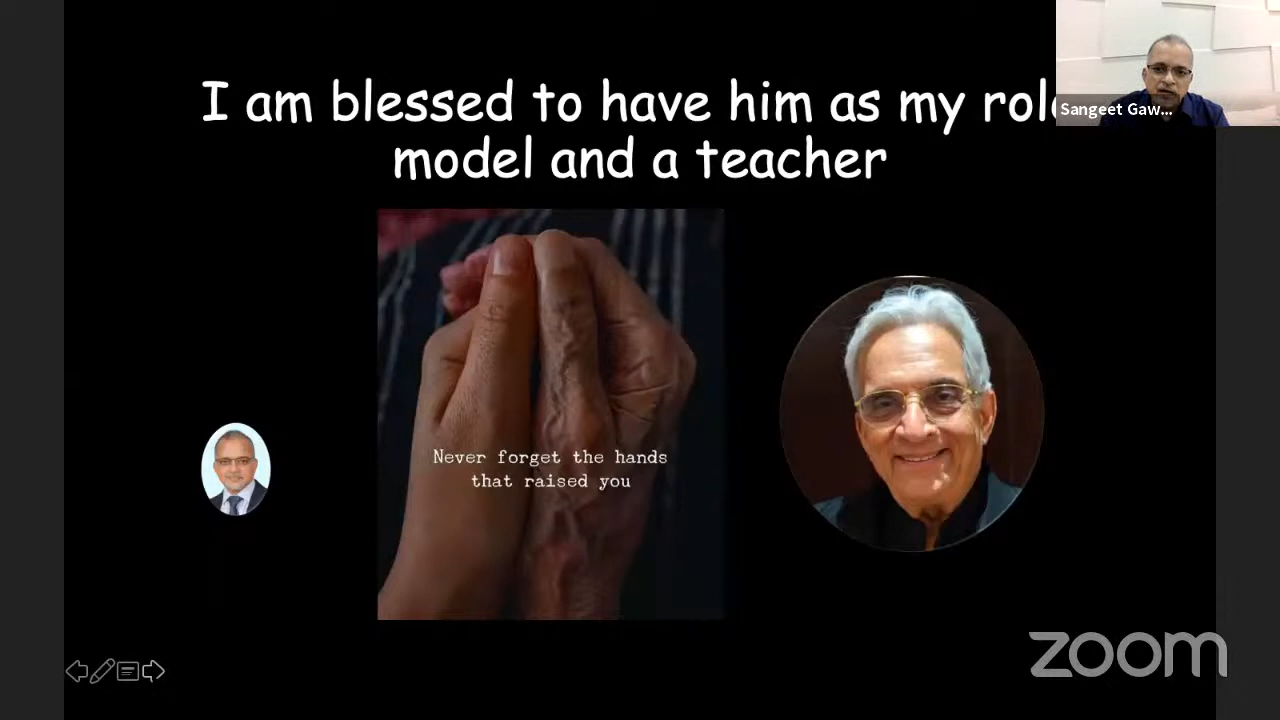 I am blessed to have him as my role
model and a teacher
Sangeet Gaw...
Never forget the hands
that raised you
zoom